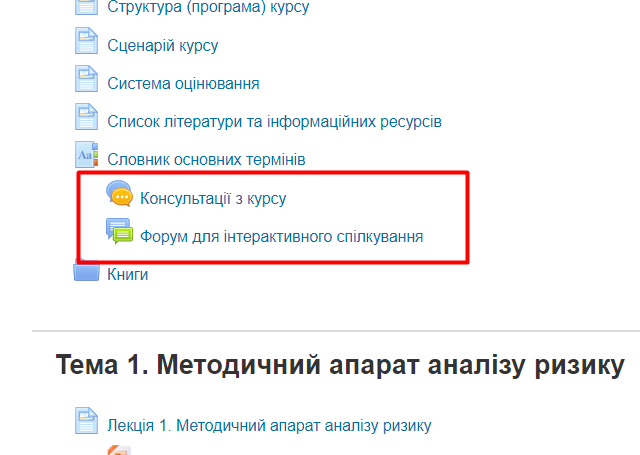 Структура (програма) курсу
Сценарій курсу
Система оцінювання
Список літератури та інформаційних ресурсів
Aa
Словник основних термінів
Консультації з курсу
Форум для інтерактивного спілкування
Книги
Тема 1. Методичний апарат аналізу ризику
Лекція 1. Методичний апарат аналізу ризику